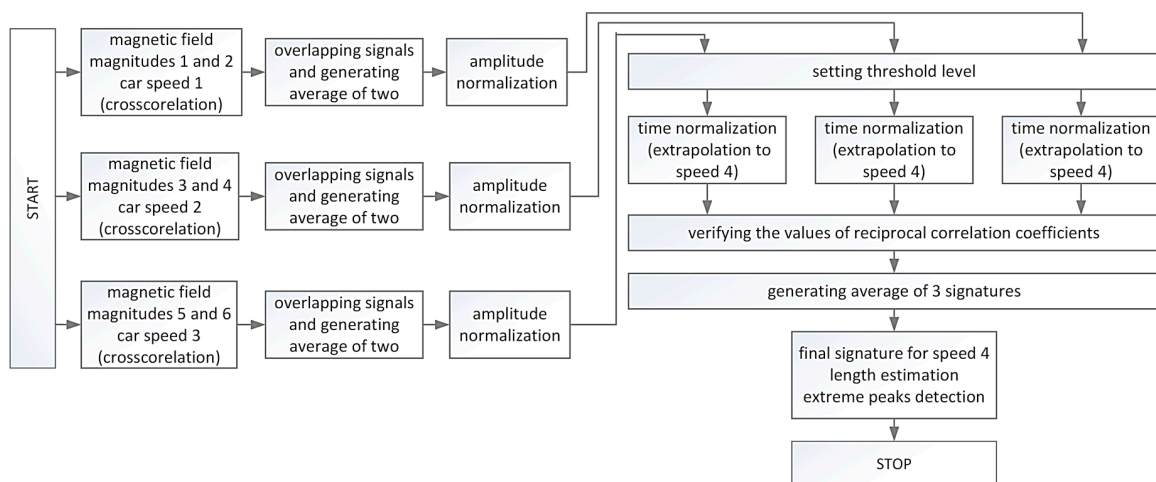 START
magnetic field
magnitudes 1 and 2
car speed 1
(crosscorelation)
overlapping signals
and generating
average of two
amplitude
normalization
magnetic field
magnitudes 3 and 4
car speed 2
(crosscorelation)
overlapping signals
and generating
average of two
amplitude
normalization
magnetic field
magnitudes 5 and 6
car speed 3
(crosscorelation)
overlapping signals
and generating
average of two
amplitude
normalization
setting threshold level
time normalization
(extrapolation to
speed 4)
time normalization
(extrapolation to
speed 4)
time normalization
(extrapolation to
speed 4)
verifying the values of reciprocal correlation coefficients
generating average of 3 signatures
final signature for speed 4
length estimation
extreme peaks detection
STOP